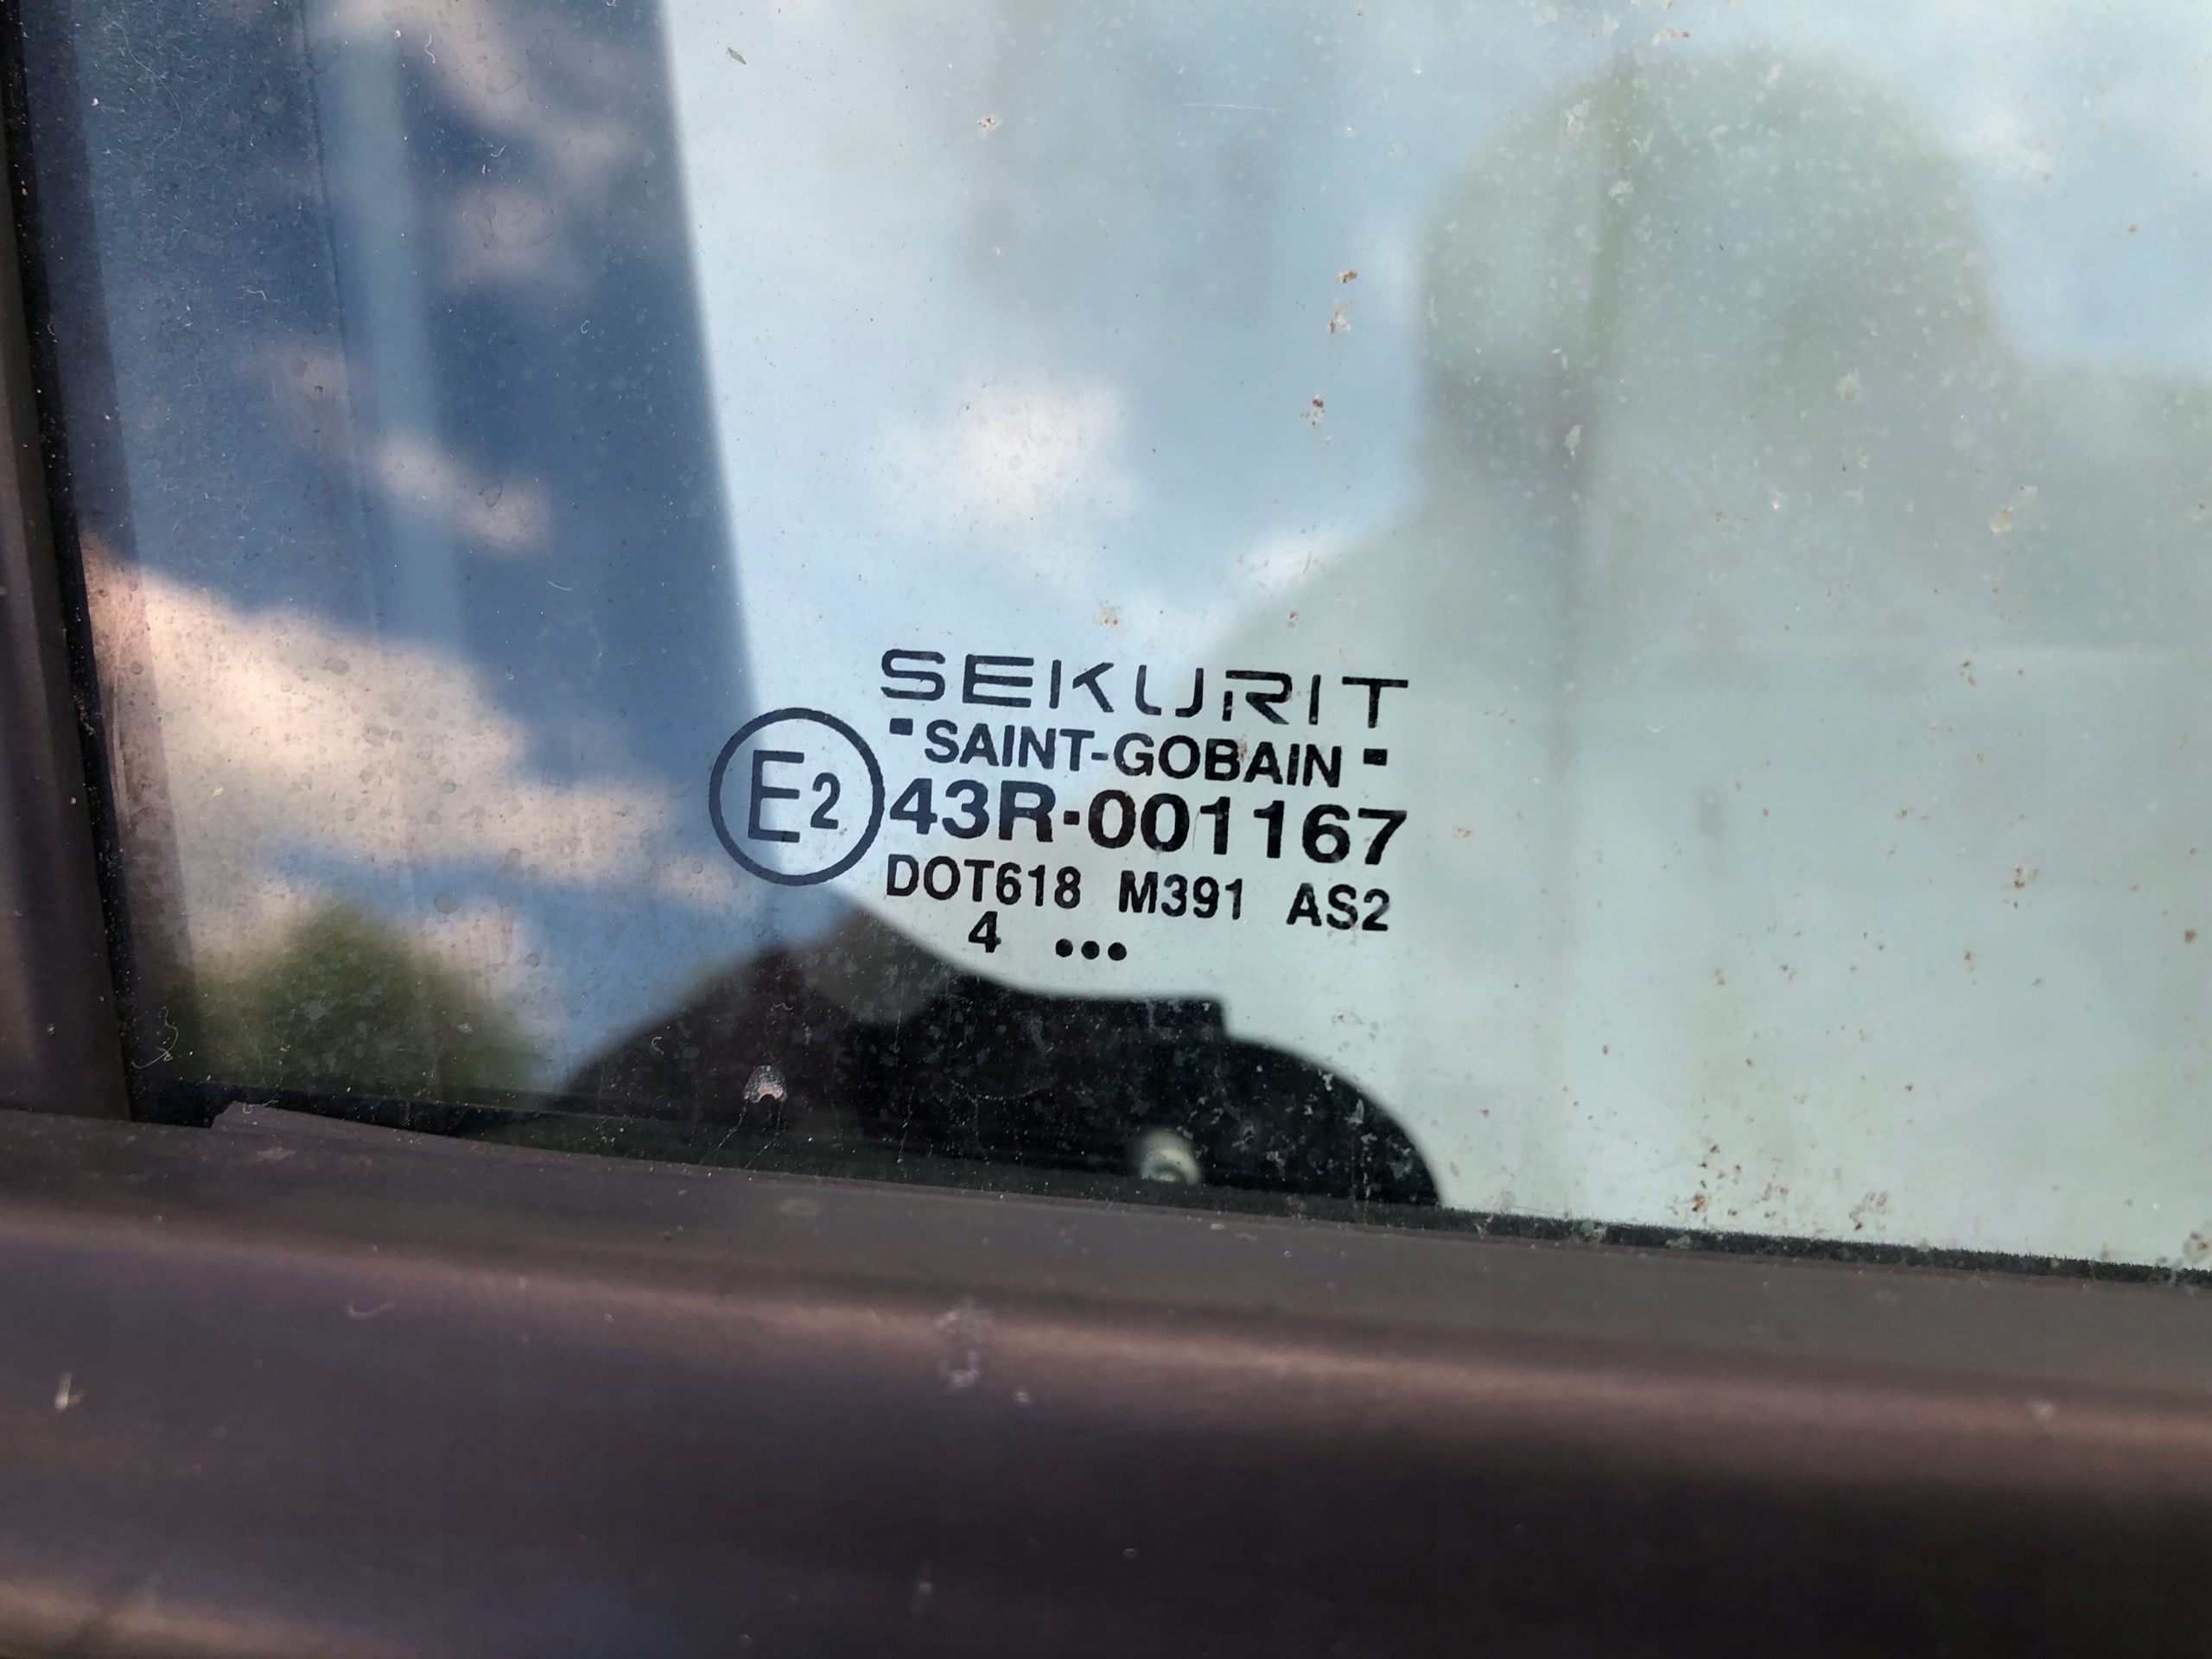 SEKURIT
"SAINT-GOBAIN"
E2 43R·001167
DOT618 M391 AS2
4 •••